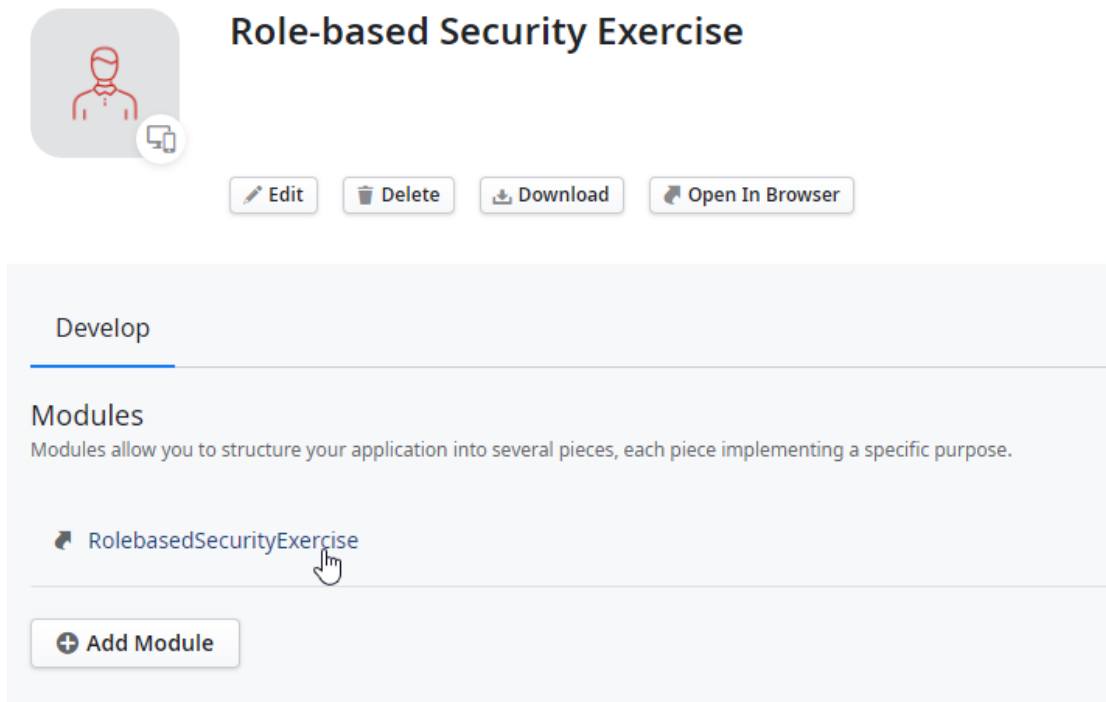 Role-based Security Exercise
Edit
Delete
Download
Open In Browser
Develop
Modules
Modules allow you to structure your application into several pieces, each piece implementing a specific purpose.
RolebasedSecurityExercise
Add Module